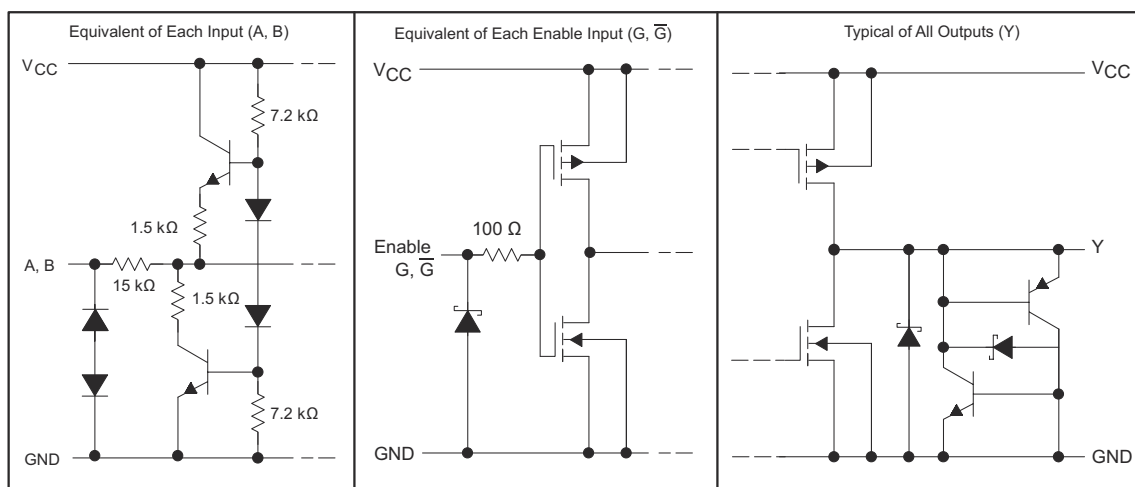 Equivalent of Each Input (A, B)
VCC
7.2 kΩ
1.5 kΩ
A, B
15 kΩ
1.5 kΩ
7.2 kΩ
GND
Equivalent of Each Enable Input (G, G̅)
VCC
100 Ω
Enable
G, G̅
GND
Typical of All Outputs (Y)
VCC
Y
GND